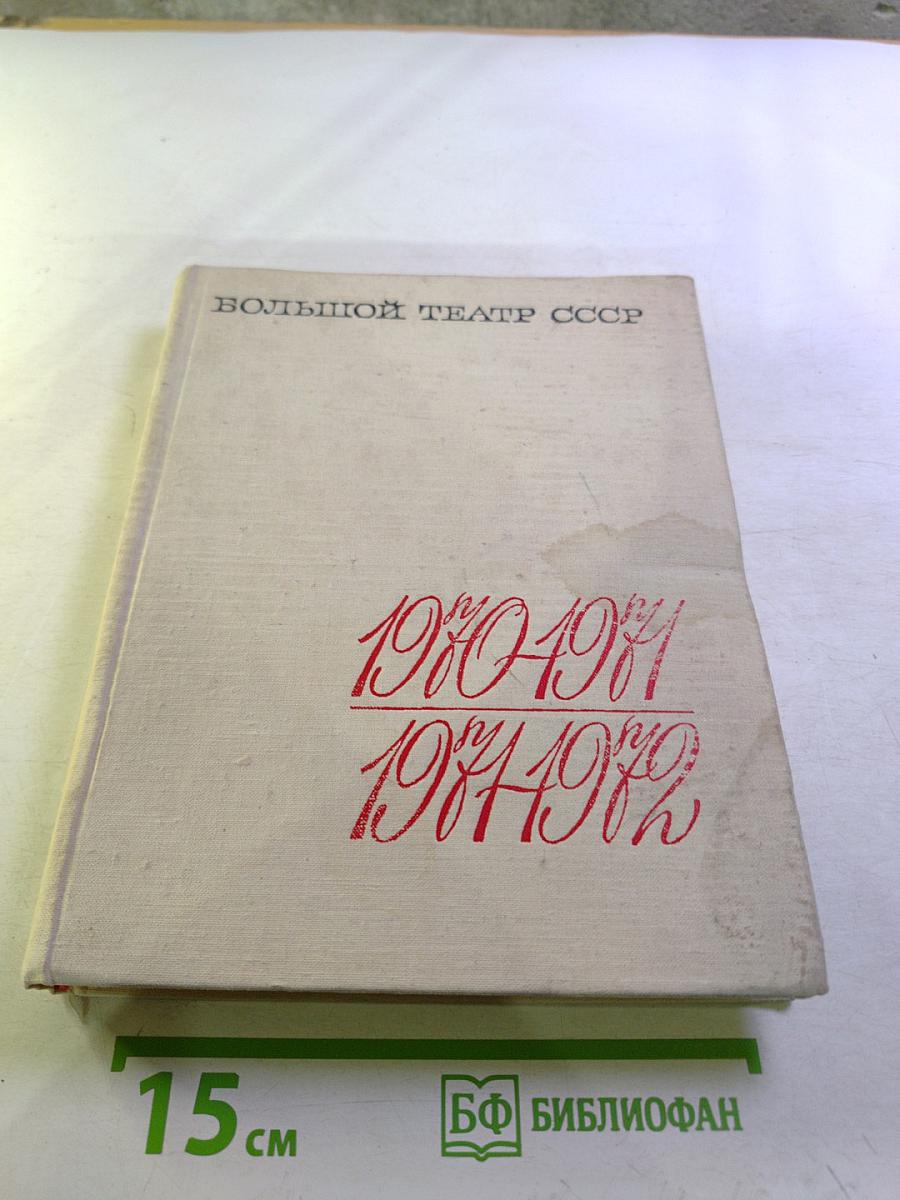 БОЛЬШОЙ ТЕАТР СССР
1970-1971
1971-1972
15 см
БФ БИБЛИОФАН